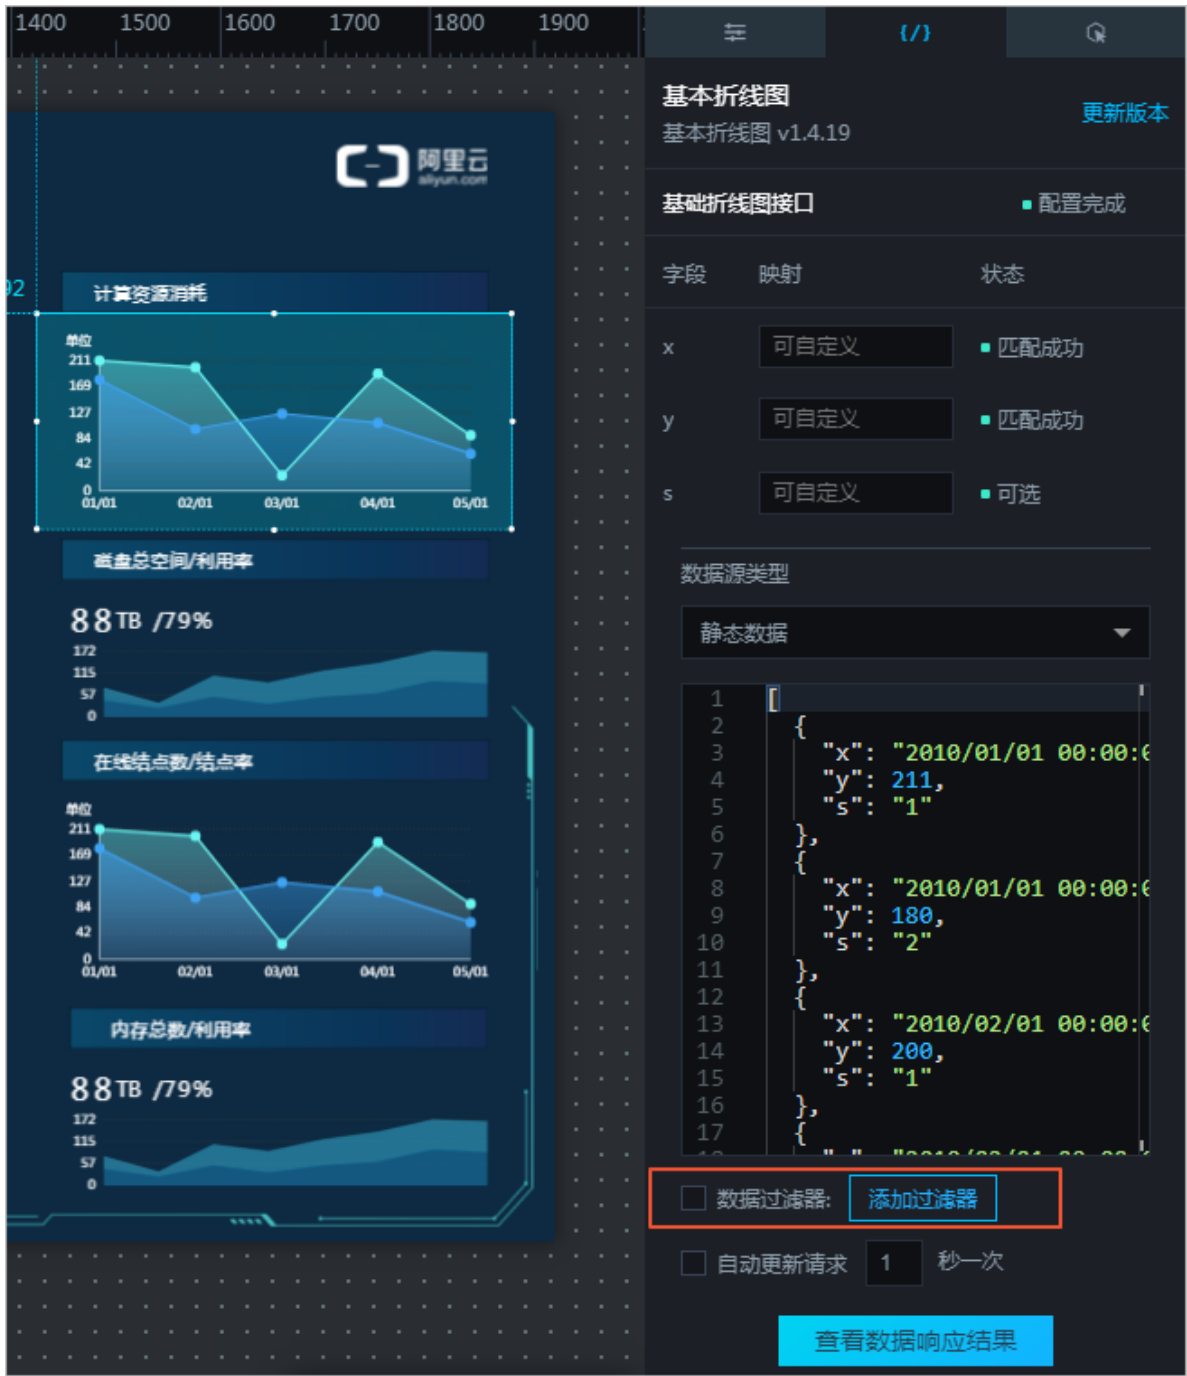 1400 1500 1600 1700 1800 1900
阿里云
aliyun.com
92
计算资源消耗
单位
211
169
127
84
42
0
01/01 02/01 03/01 04/01 05/01
磁盘总空间/利用率
88TB /79%
172
115
57
0
在线结点数/结点率
单位
211
169
127
84
42
0
01/01 02/01 03/01 04/01 05/01
内存总数/利用率
88TB /79%
172
115
57
0
{/}
基本折线图
基本折线图 v1.4.19
更新版本
基础折线图接口 配置完成
字段 映射 状态
x 可自定义 匹配成功
y 可自定义 匹配成功
s 可自定义 可选
数据源类型
静态数据
1 [
2 {
3 "x": "2010/01/01 00:00:0
4 "y": 211,
5 "s": "1"
6 },
7 {
8 "x": "2010/01/01 00:00:0
9 "y": 180,
10 "s": "2"
11 },
12 {
13 "x": "2010/02/01 00:00:0
14 "y": 200,
15 "s": "1"
16 },
17 {
数据过滤器: 添加过滤器
自动更新请求 1 秒一次
查看数据响应结果